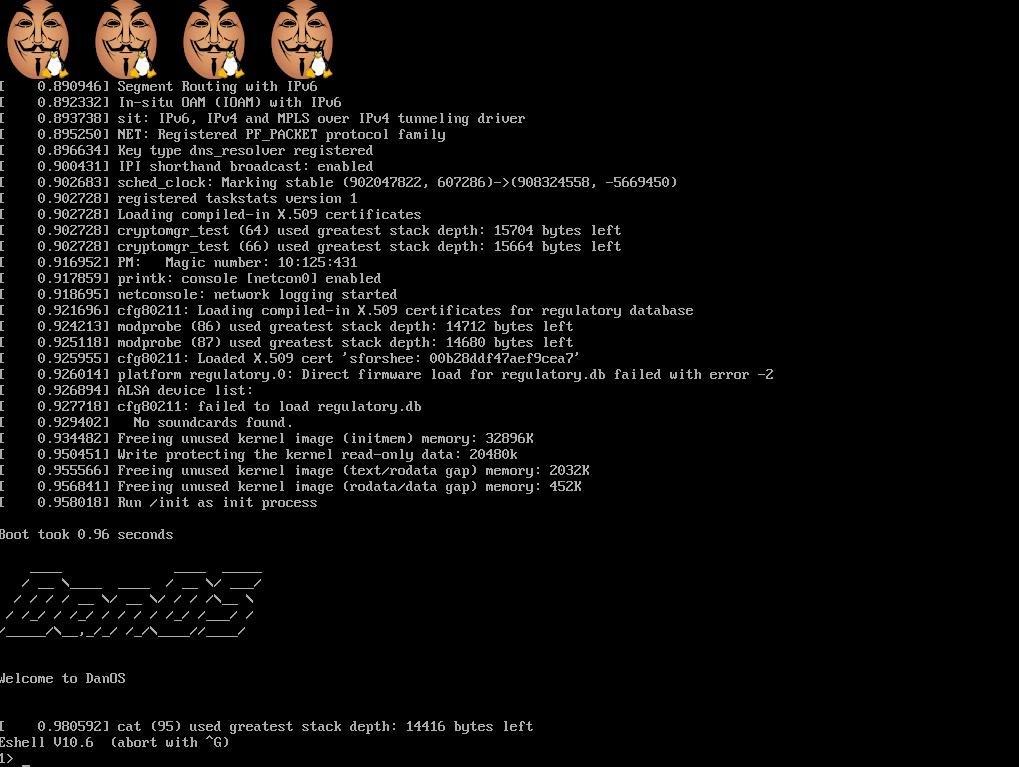 [    0.890946] Segment Routing with IPv6
[    0.892332] In-situ OAM (IOAM) with IPv6
[    0.893738] sit: IPv6, IPv4 and MPLS over IPv4 tunneling driver
[    0.895250] NET: Registered PF_PACKET protocol family
[    0.896634] Key type dns_resolver registered
[    0.900431] IPI shorthand broadcast: enabled
[    0.902683] sched_clock: Marking stable (902047822, 607286)->(908324558, -5669450)
[    0.902728] registered taskstats version 1
[    0.902728] Loading compiled-in X.509 certificates
[    0.902728] cryptomgr_test (64) used greatest stack depth: 15704 bytes left
[    0.902728] cryptomgr_test (66) used greatest stack depth: 15664 bytes left
[    0.916952] PM:   Magic number: 10:125:431
[    0.917859] printk: console [netcon0] enabled
[    0.918695] netconsole: network logging started
[    0.921696] cfg80211: Loading compiled-in X.509 certificates for regulatory database
[    0.924213] modprobe (86) used greatest stack depth: 14712 bytes left
[    0.925118] modprobe (87) used greatest stack depth: 14680 bytes left
[    0.925955] cfg80211: Loaded X.509 cert 'sforshee: 00b28ddf47aef9cea7'
[    0.926014] platform regulatory.0: Direct firmware load for regulatory.db failed with error -2
[    0.926894] ALSA device list:
[    0.927718] cfg80211: failed to load regulatory.db
[    0.929402]   No soundcards found.
[    0.934482] Freeing unused kernel image (initmem) memory: 32896K
[    0.950451] Write protecting the kernel read-only data: 20480k
[    0.955566] Freeing unused kernel image (text/rodata gap) memory: 2032K
[    0.956841] Freeing unused kernel image (rodata/data gap) memory: 452K
[    0.958018] Run /init as init process
Boot took 0.96 seconds
DanOS
Welcome to DanOS
[    0.980592] cat (95) used greatest stack depth: 14416 bytes left
Eshell V10.6  (abort with ^G)
1> _